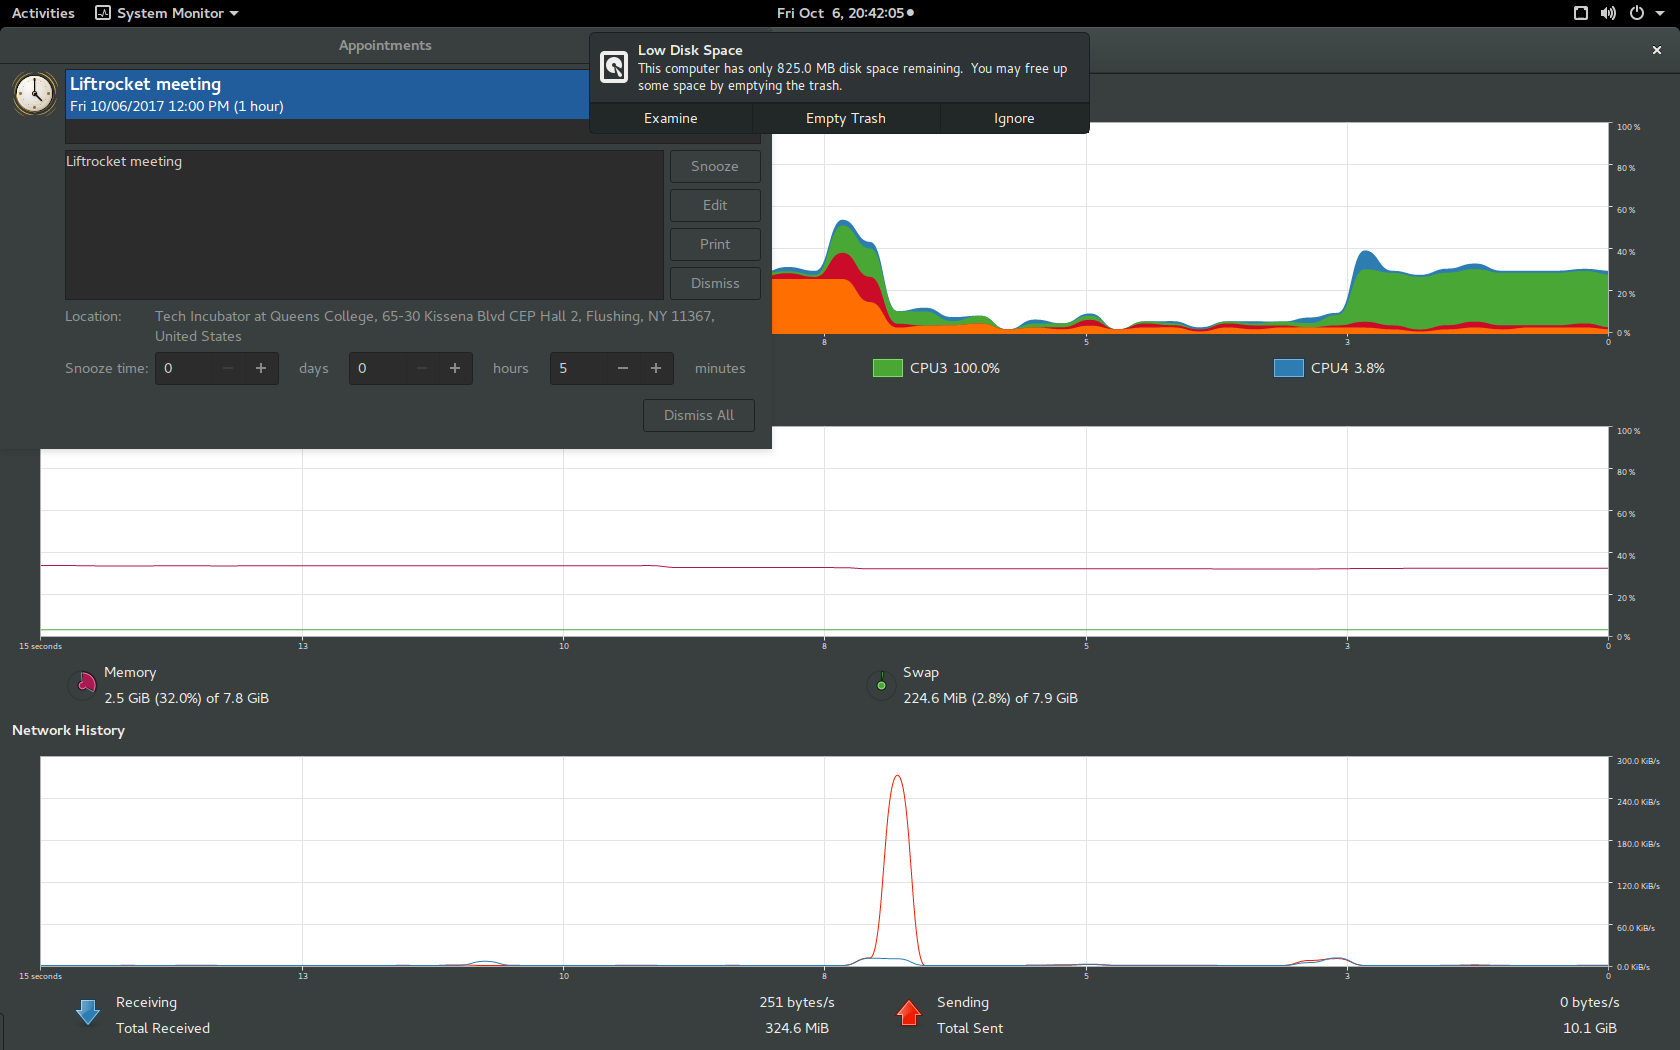 Activities
System Monitor
Fri Oct 6, 20:42:05
Appointments
Liftrocket meeting
Fri 10/06/2017 12:00 PM (1 hour)
Low Disk Space
This computer has only 825.0 MB disk space remaining. You may free up
some space by emptying the trash.
Examine
Empty Trash
Ignore
Liftrocket meeting
Snooze
Edit
Print
Dismiss
Location:
Tech Incubator at Queens College, 65-30 Kissena Blvd CEP Hall 2, Flushing, NY 11367,
United States
Snooze time:
0
days
0
hours
5
minutes
Dismiss All
100 %
80 %
60 %
40 %
20 %
0 %
8
5
3
0
CPU3 100.0%
CPU4 3.8%
100 %
80 %
60 %
40 %
20 %
0 %
15 seconds
13
10
8
5
3
0
Memory
2.5 GiB (32.0%) of 7.8 GiB
Swap
224.6 MiB (2.8%) of 7.9 GiB
Network History
300.0 KiB/s
240.0 KiB/s
180.0 KiB/s
120.0 KiB/s
60.0 KiB/s
0.0 KiB/s
15 seconds
13
10
8
5
3
0
Receiving
251 bytes/s
Total Received
324.6 MiB
Sending
0 bytes/s
Total Sent
10.1 GiB